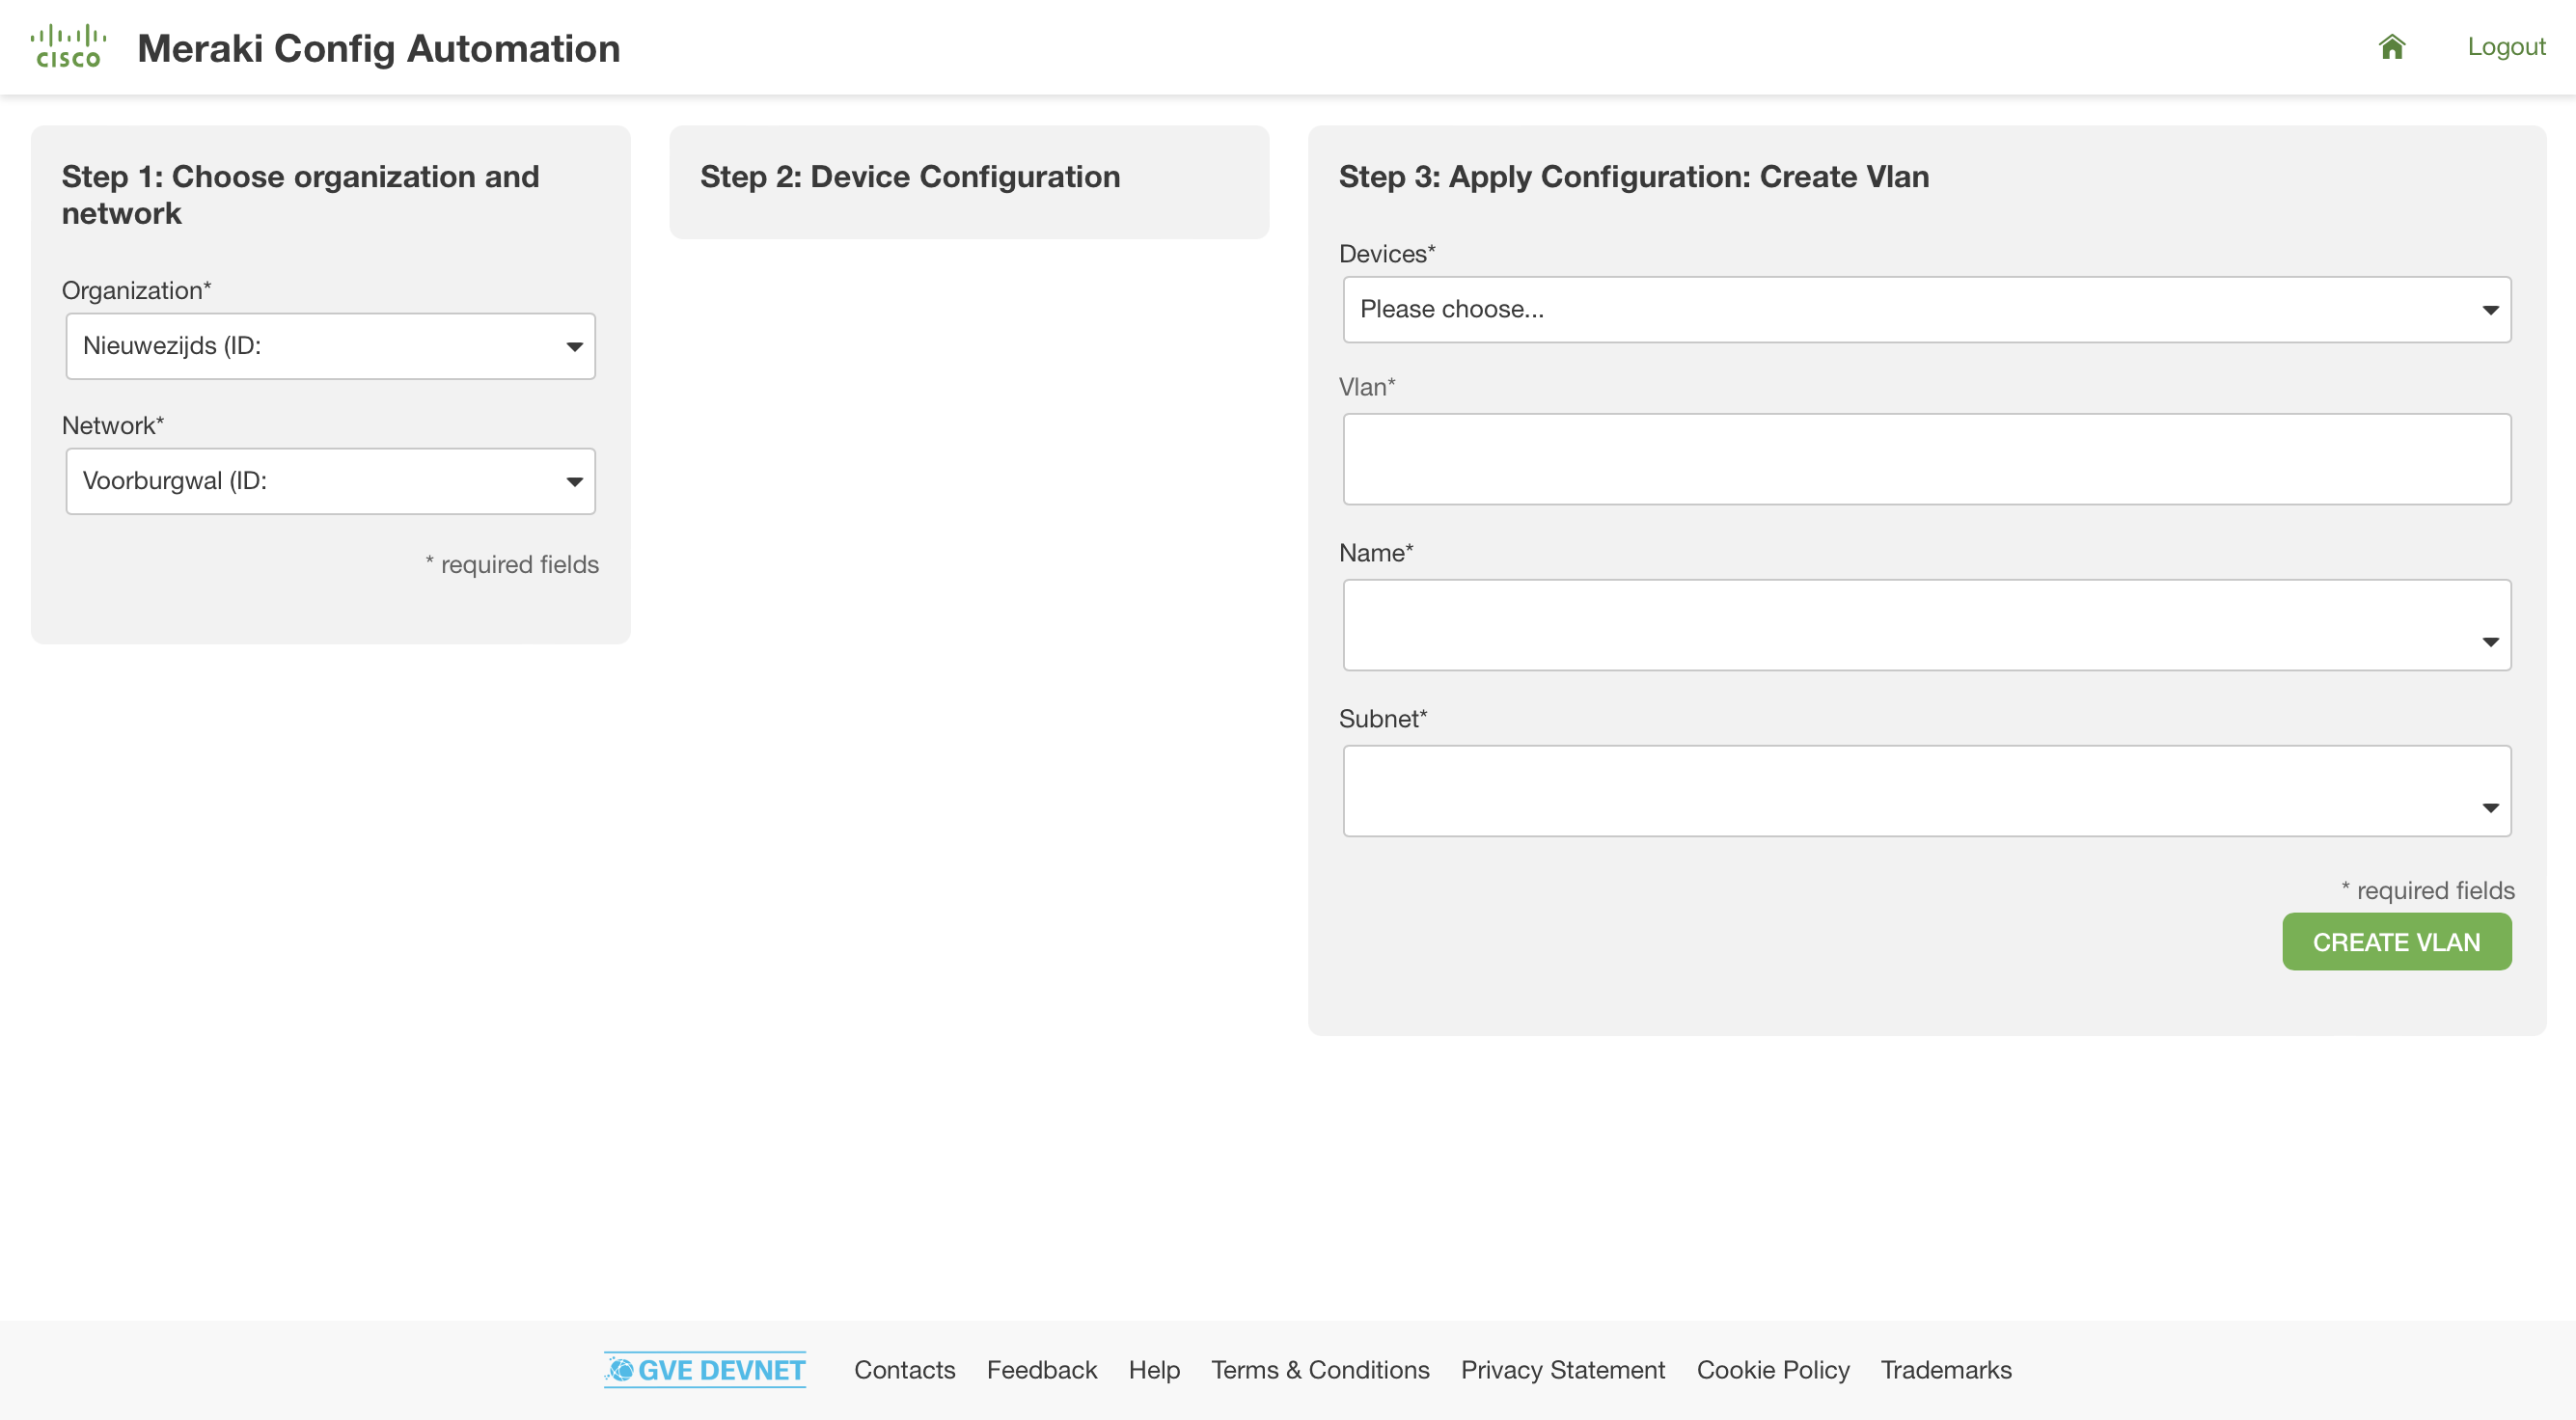 CISCO
Meraki Config Automation
Logout
Step 1: Choose organization and
network
Organization*
Nieuwezijds (ID:
Network*
Voorburgwal (ID:
* required fields
Step 2: Device Configuration
Step 3: Apply Configuration: Create Vlan
Devices*
Please choose...
Vlan*
Name*
Subnet*
* required fields
CREATE VLAN
GVE DEVNET
Contacts
Feedback
Help
Terms & Conditions
Privacy Statement
Cookie Policy
Trademarks